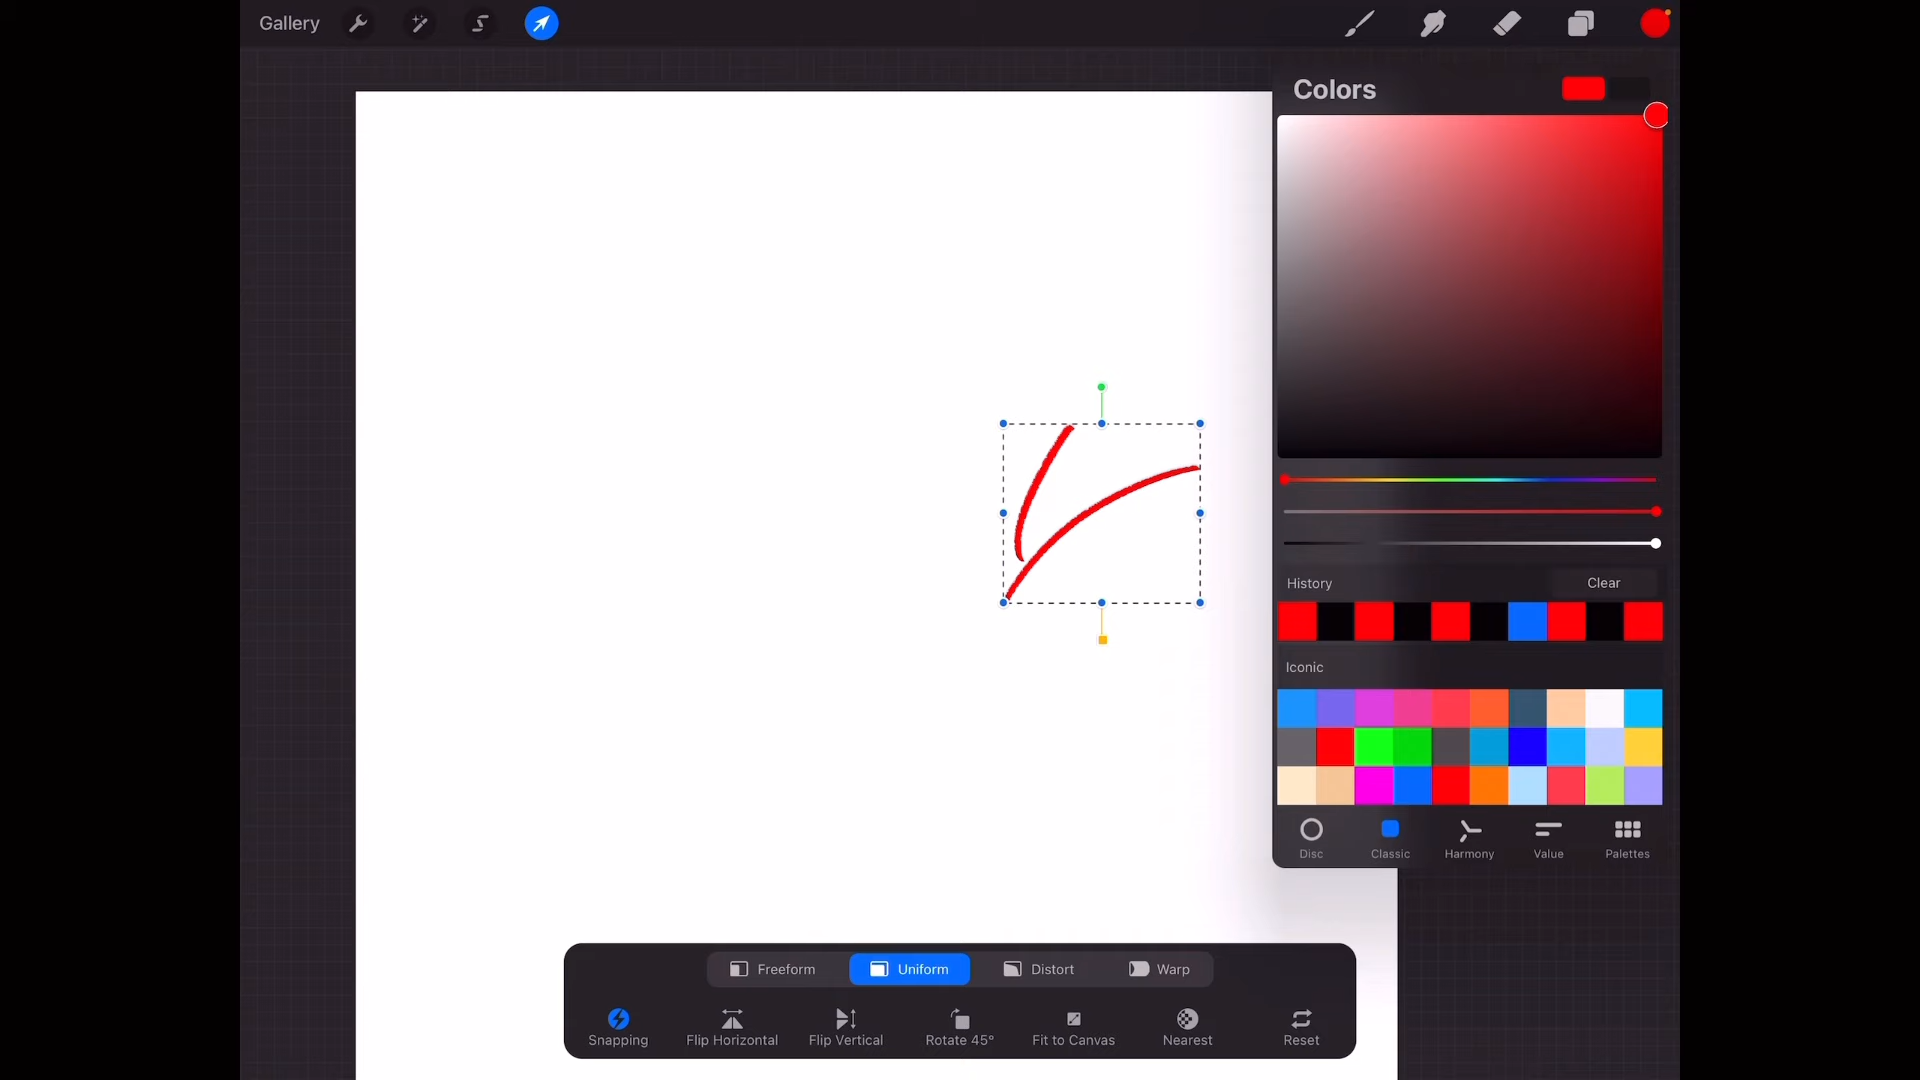 Gallery
Colors
History
Clear
Iconic
Disc
Classic
Harmony
Value
Palettes
Freeform
Uniform
Distort
Warp
Snapping
Flip Horizontal
Flip Vertical
Rotate 45°
Fit to Canvas
Nearest
Reset